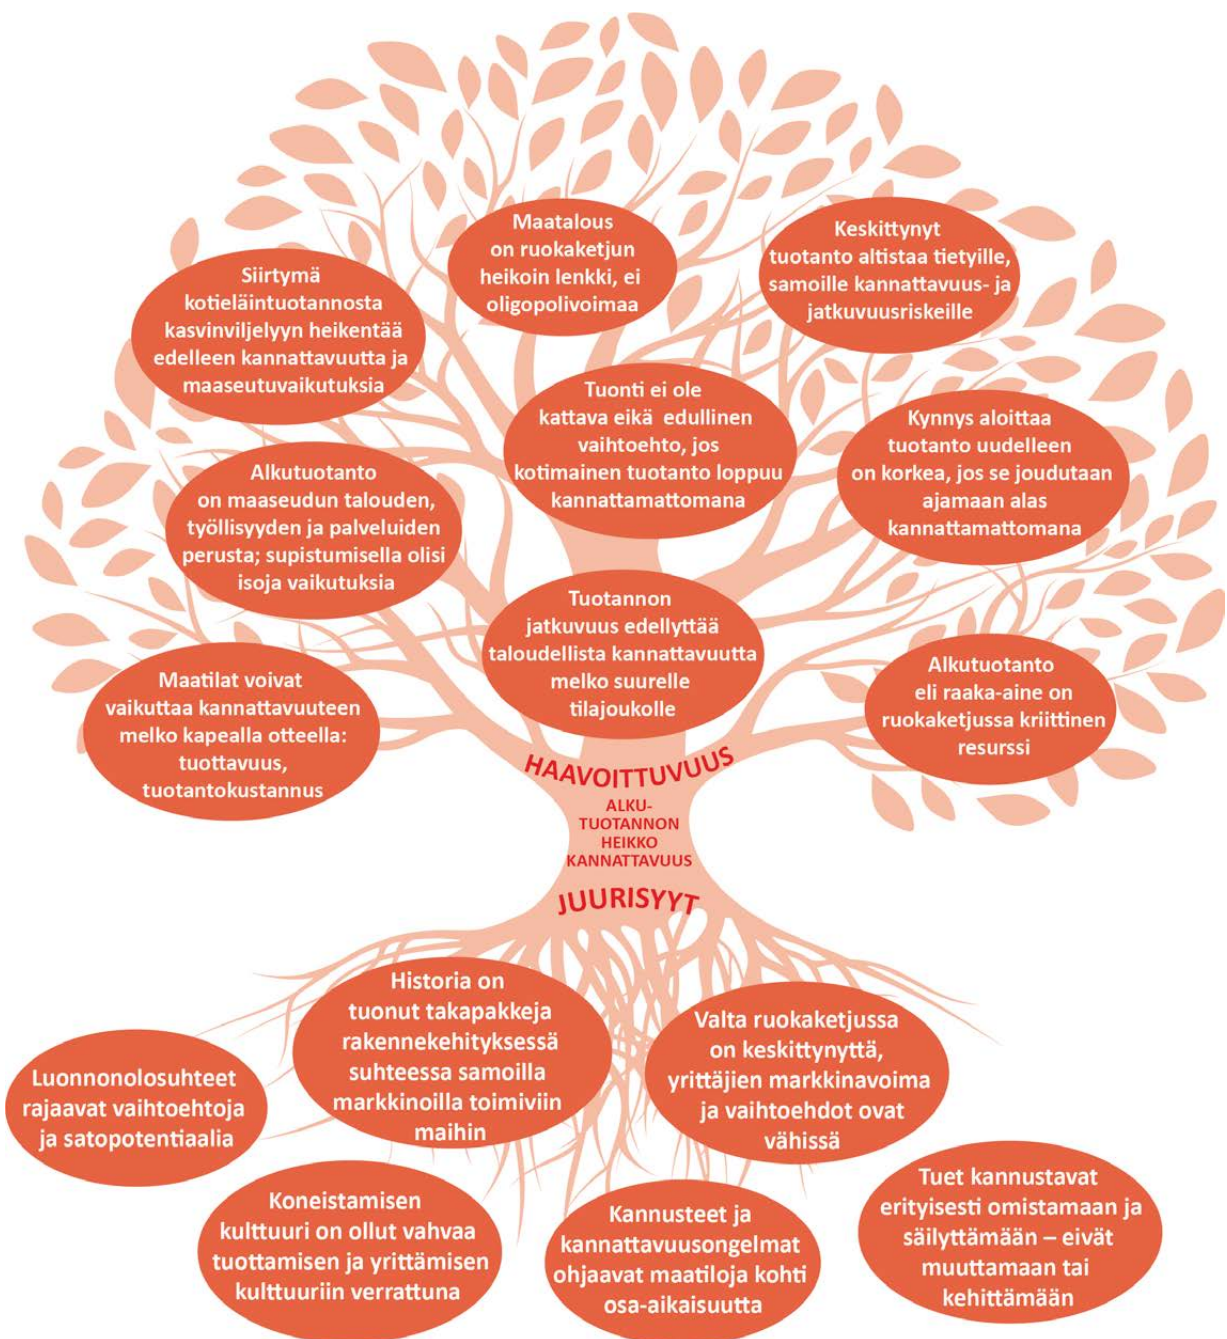 Maatalous
on ruokaketjun
heikoin lenkki, ei
oligopolivoimaa
Keskittynyt
tuotanto altistaa tietyille,
samoille kannattavuus- ja
jatkuvuusriskeille
Siirtymä
kotieläintuotannosta
kasvinviljelyyn heikentää
edelleen kannattavuutta ja
maaseutuvaikutuksia
Tuonti ei ole
kattava eikä edullinen
vaihtoehto, jos
kotimainen tuotanto loppuu
kannattamattomana
Kynnys aloittaa
tuotanto uudelleen
on korkea, jos se joudutaan
ajamaan alas
kannattamattomana
Alkutuotanto
on maaseudun talouden,
työllisyyden ja palveluiden
perusta; supistumisella olisi
isoja vaikutuksia
Tuotannon
jatkuvuus edellyttää
taloudellista kannattavuutta
melko suurelle
tilajoukolle
Alkutuotanto
eli raaka-aine on
ruokaketjussa kriittinen
resurssi
Maatilat voivat
vaikuttaa kannattavuuteen
melko kapealla otteella:
tuottavuus,
tuotantokustannus
HAAVOITTUVUUS
ALKU-
TUOTANNON
HEIKKO
KANNATTAVUUS
JUURISYYT
Historia on
tuonut takapakkeja
rakennekehityksessä
suhteessa samoilla
markkinoilla toimiviin
maihin
Valta ruokaketjussa
on keskittynyttä,
yrittäjien markkinavoima
ja vaihtoehdot ovat
vähissä
Luonnonolosuhteet
rajaavat vaihtoehtoja
ja satopotentiaalia
Koneistamisen
kulttuuri on ollut vahvaa
tuottamisen ja yrittämisen
kulttuuriin verrattuna
Kannusteet ja
kannattavuusongelmat
ohjaavat maatiloja kohti
osa-aikaisuutta
Tuet kannustavat
erityisesti omistamaan ja
säilyttämään – eivät
muuttamaan tai
kehittämään